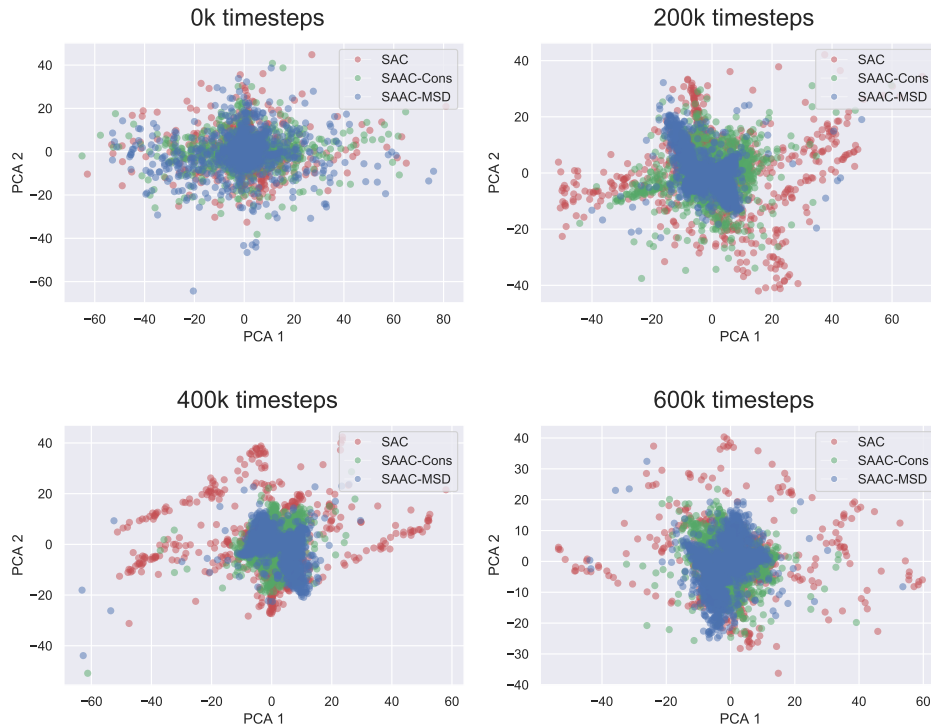 0k timesteps
40
20
0
−20
−40
−60
PCA 2
−60 −40 −20 0 20 40 60 80
PCA 1
SAC
SAAC-Cons
SAAC-MSD
200k timesteps
40
20
0
−20
−40
PCA 2
−40 −20 0 20 40 60
PCA 1
SAC
SAAC-Cons
SAAC-MSD
400k timesteps
40
20
0
−20
−40
PCA 2
−60 −40 −20 0 20 40 60
PCA 1
SAC
SAAC-Cons
SAAC-MSD
600k timesteps
40
30
20
10
0
−10
−20
−30
−40
PCA 2
−40 −20 0 20 40 60
PCA 1
SAC
SAAC-Cons
SAAC-MSD